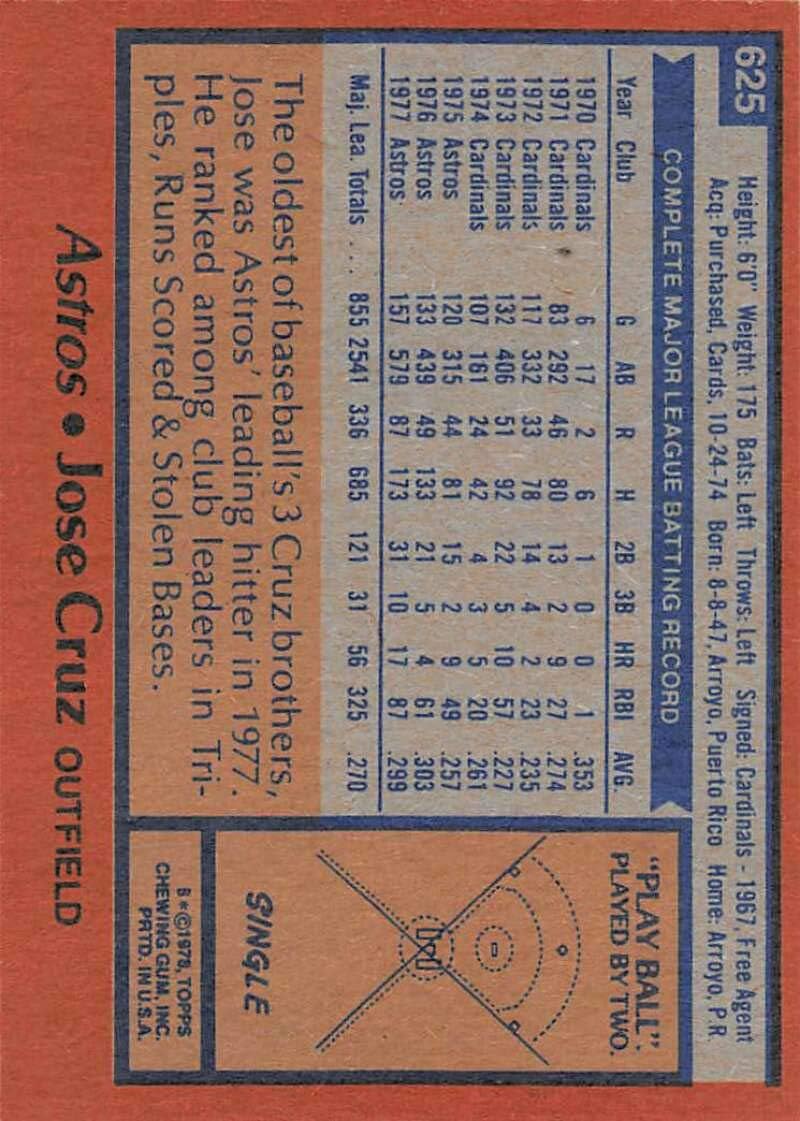 625
Height: 6'0" Weight: 175 Bats: Left Throws: Left Signed: Cardinals - 1967, Free Agent
Acq: Purchased, Cards, 10-24-74 Born: 8-8-47, Arroyo, Puerto Rico Home: Arroyo, P.R.
COMPLETE MAJOR LEAGUE BATTING RECORD
Year Club G AB R H 2B 3B HR RBI AVG.
1970 Cardinals 6 17 2 6 1 0 0 1 .353
1971 Cardinals 83 292 46 80 13 2 9 27 .274
1972 Cardinals 117 332 33 78 14 4 2 23 .235
1973 Cardinals 132 406 51 92 22 5 10 57 .227
1974 Cardinals 107 161 24 42 4 3 5 20 .261
1975 Astros 120 315 44 81 15 2 9 49 .257
1976 Astros 133 439 49 133 21 5 4 61 .303
1977 Astros 157 579 87 173 31 10 17 87 .299
Maj. Lea. Totals ... 855 2541 336 685 121 31 56 325 .270
The oldest of baseball's 3 Cruz brothers,
Jose was Astros' leading hitter in 1977.
He ranked among club leaders in Tri-
ples, Runs Scored & Stolen Bases.
"PLAY BALL"
PLAYED BY TWO.
SINGLE
B*©1978, TOPPS
CHEWING GUM, INC.
PRTD. IN U.S.A.
Astros • Jose Cruz OUTFIELD